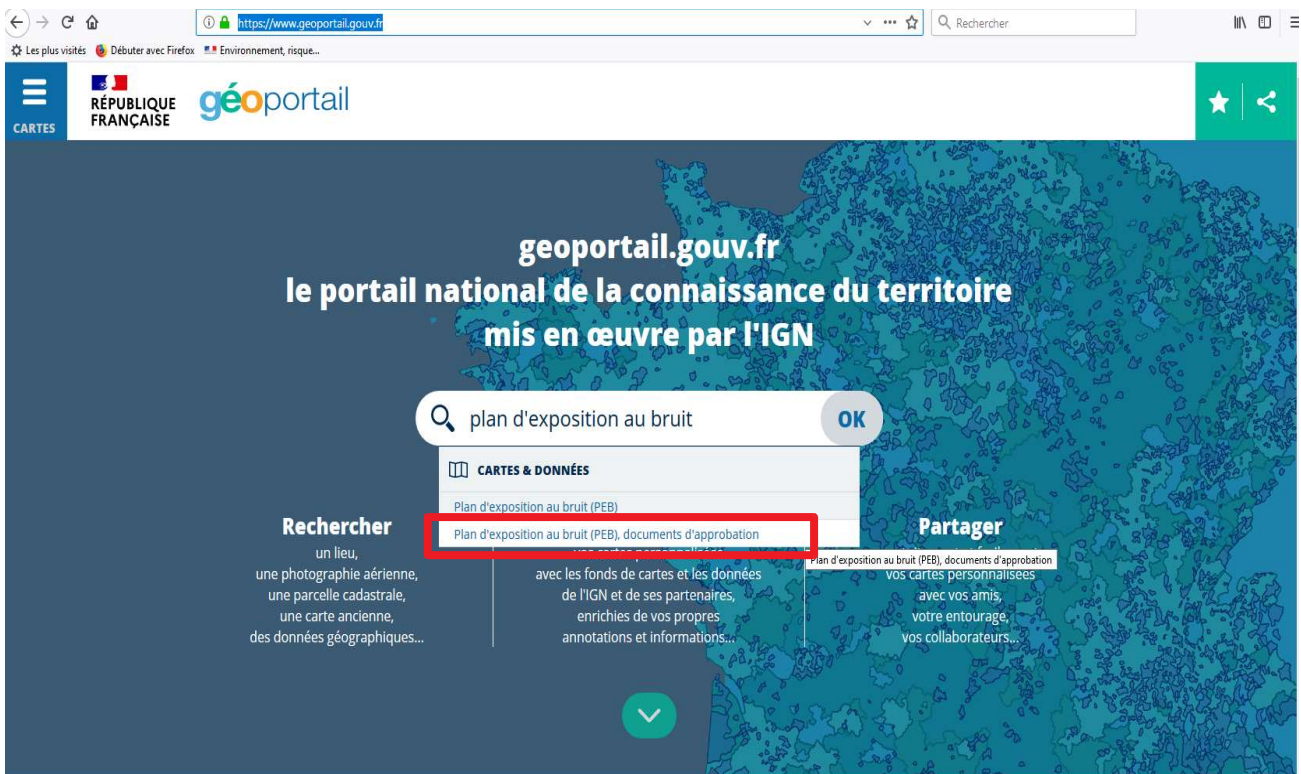 https://www.geoportail.gouv.fr
Rechercher
Les plus visités
Débuter avec Firefox
Environnement, risque...
CARTES
RÉPUBLIQUE
FRANÇAISE
géoportail
geoportail.gouv.fr
le portail national de la connaissance du territoire
mis en œuvre par l'IGN
plan d'exposition au bruit
OK
CARTES & DONNÉES
Plan d'exposition au bruit (PEB)
Plan d'exposition au bruit (PEB), documents d'approbation
Rechercher
un lieu,
une photographie aérienne,
une parcelle cadastrale,
une carte ancienne,
des données géographiques...
vos cartes personnalisées
avec les fonds de cartes et les données
de l'IGN et de ses partenaires,
enrichies de vos propres
annotations et informations...
Partager
Plan d'exposition au bruit (PEB), documents d'approbation
vos cartes personnalisées
avec vos amis,
votre entourage,
vos collaborateurs...